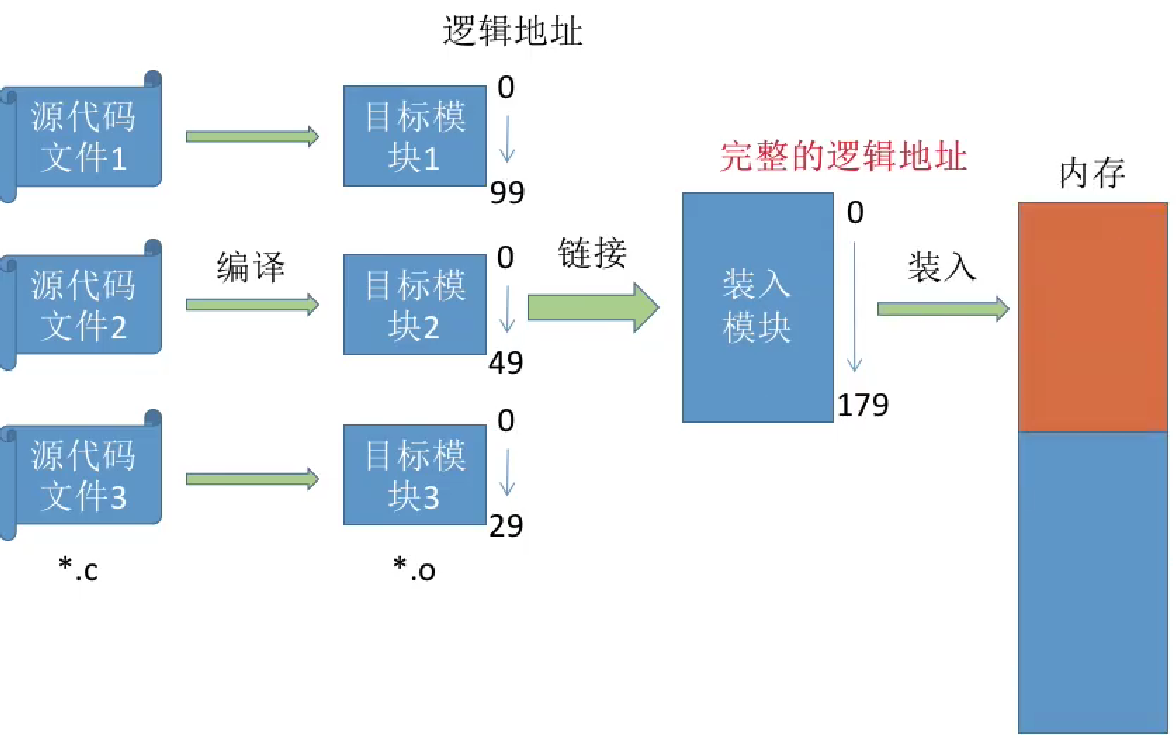 逻辑地址
源代码
文件1
目标模
块1
0
99
源代码
文件2
编译
目标模
块2
0
49
链接
源代码
文件3
目标模
块3
0
29
*.c
*.o
完整的逻辑地址
装入
模块
0
179
装入
内存